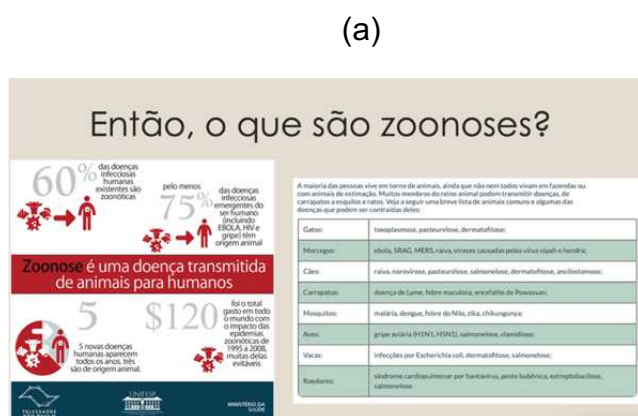 (a)
Então, o que são zoonoses?
60%
das doenças
infecciosas
humanas
existentes são
zoonóticas
pelo menos
75%
das doenças
infecciosas
emergentes do
ser humano
(incluindo
EBOLA, HIV e
gripe) têm
origem animal
Zoonose é uma doença transmitida
de animais para humanos
5
5 novas doenças
humanas aparecem
todos os anos, três
são de origem animal.
$120
foi o total
gasto em todo
o mundo com
o impacto das
epidemias
zoonóticas de
1995 a 2008,
muitas delas
evitáveis
TELESSAÚDE
UNIFESP
MINISTÉRIO DA
SAÚDE
A maioria das pessoas vive em torno de animais, ainda que não nem todos vivam em fazendas ou
com animais de estimação. Muitos membros do reino animal podem transmitir doenças, de
carrapatos a esquilos e ratos. Veja a seguir uma breve lista de animais comuns e algumas das
doenças que podem ser contraídas deles:
Gatos: toxoplasmose, pasteurelose, dermatofitose;
Morcegos: ebola, SRAG, MERS, raiva, viroses causadas pelos vírus nipah e hendra;
Cães: raiva, norovirose, pasteurelose, salmonelose, dermatofitose, ancilostomose;
Carrapatos: doença de Lyme, febre maculosa, encefalite de Powassan;
Mosquitos: malária, dengue, febre do Nilo, zika, chikungunya;
Aves: gripe aviária (H1N1, H5N1), salmonelose, clamidiose;
Vacas: infecções por Escherichia coli, dermatofitose, salmonelose;
Roedores: síndrome cardiopulmonar por hantavírus, peste bubônica, estreptobacilose,
salmonelose.